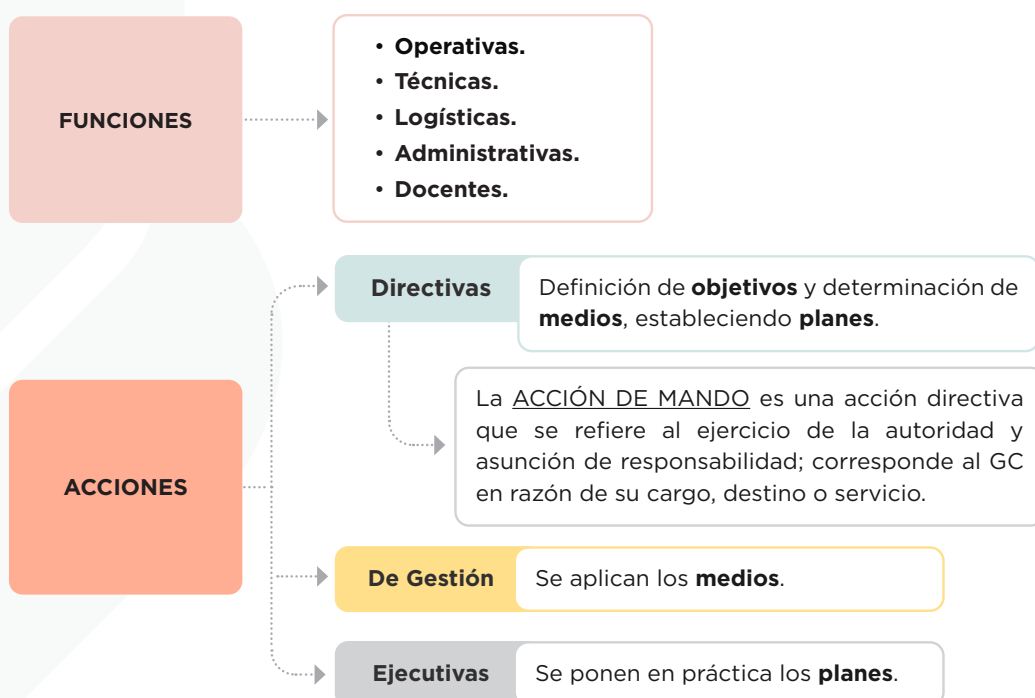 FUNCIONES
• Operativas.
• Técnicas.
• Logísticas.
• Administrativas.
• Docentes.
ACCIONES
Directivas
Definición de objetivos y determinación de
medios, estableciendo planes.
La ACCIÓN DE MANDO es una acción directiva
que se refiere al ejercicio de la autoridad y
asunción de responsabilidad; corresponde al GC
en razón de su cargo, destino o servicio.
De Gestión
Se aplican los medios.
Ejecutivas
Se ponen en práctica los planes.